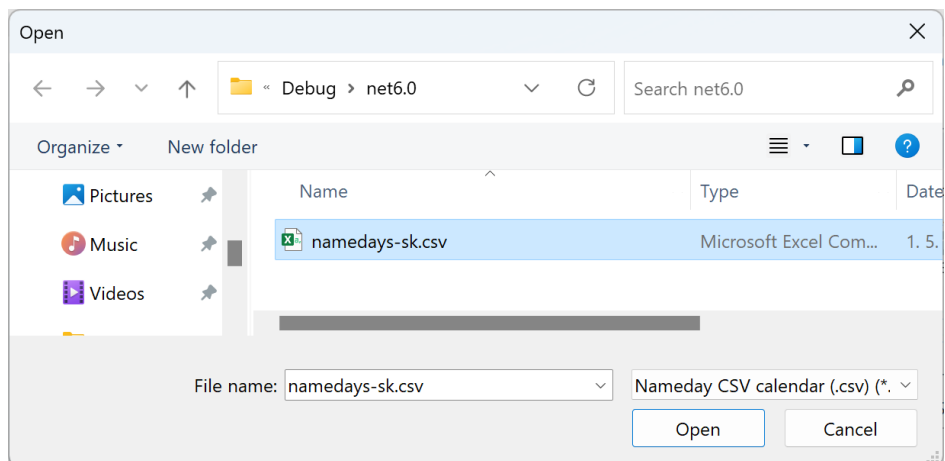 Open
« Debug › net6.0
Search net6.0
Organize
New folder
Name
Type
Date
Pictures
namedays-sk.csv
Microsoft Excel Com...
1. 5.
Music
Videos
File name:
namedays-sk.csv
Nameday CSV calendar (.csv) (*.
Open
Cancel